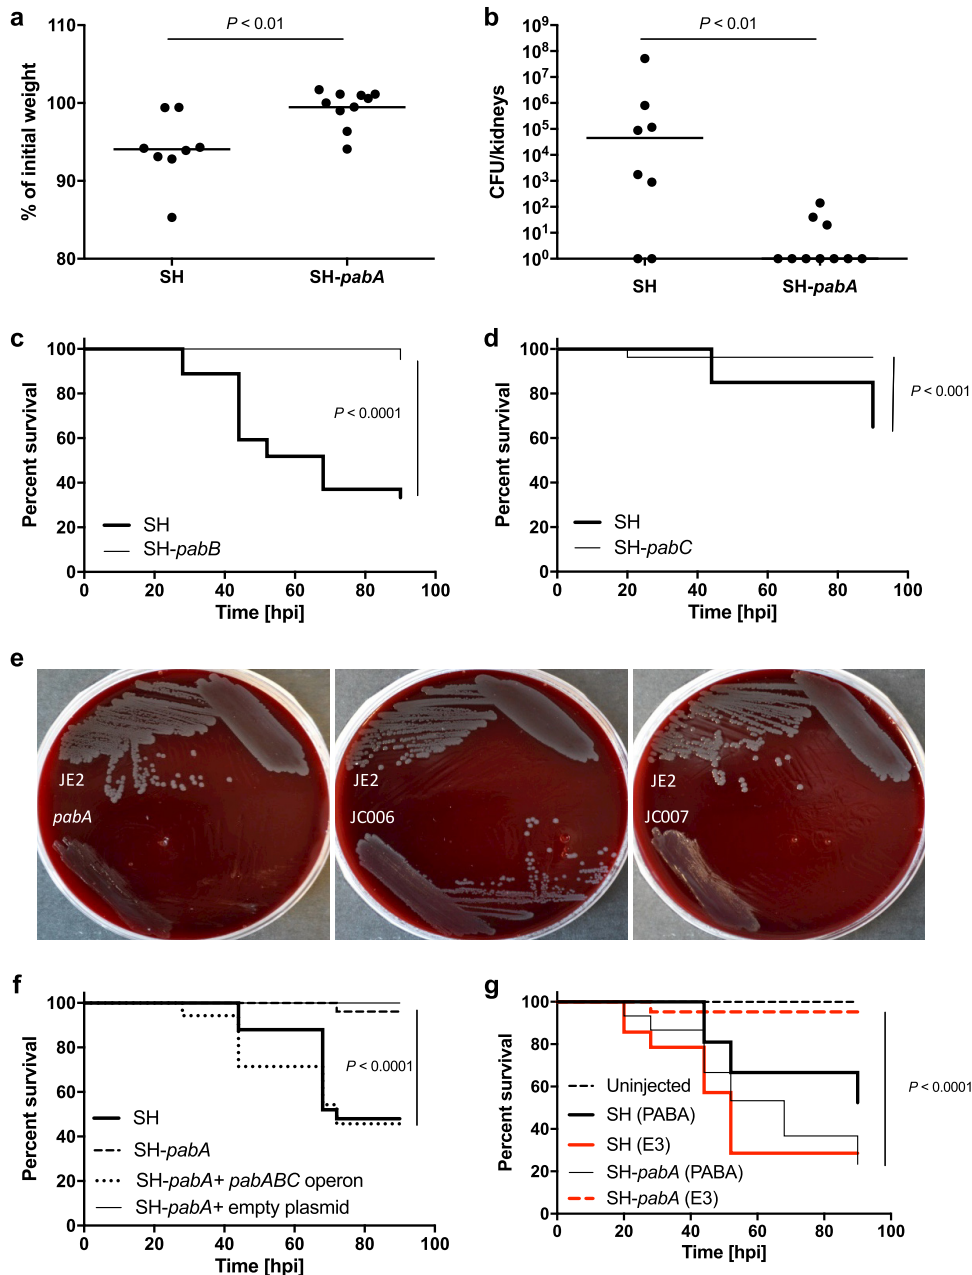 a
P < 0.01
% of initial weight
110
100
90
80
SH
SH-pabA
b
P < 0.01
CFU/kidneys
10⁹
10⁸
10⁷
10⁶
10⁵
10⁴
10³
10²
10¹
10⁰
SH
SH-pabA
c
Percent survival
100
80
60
40
20
0
P < 0.0001
SH
SH-pabB
0 20 40 60 80 100
Time [hpi]
d
Percent survival
100
80
60
40
20
0
P < 0.001
SH
SH-pabC
0 20 40 60 80 100
Time [hpi]
e
JE2
pabA
JE2
JC006
JE2
JC007
f
Percent survival
100
80
60
40
20
0
P < 0.0001
SH
SH-pabA
SH-pabA+ pabABC operon
SH-pabA+ empty plasmid
0 20 40 60 80 100
Time [hpi]
g
Percent survival
100
80
60
40
20
0
P < 0.0001
Uninjected
SH (PABA)
SH (E3)
SH-pabA (PABA)
SH-pabA (E3)
0 20 40 60 80 100
Time [hpi]